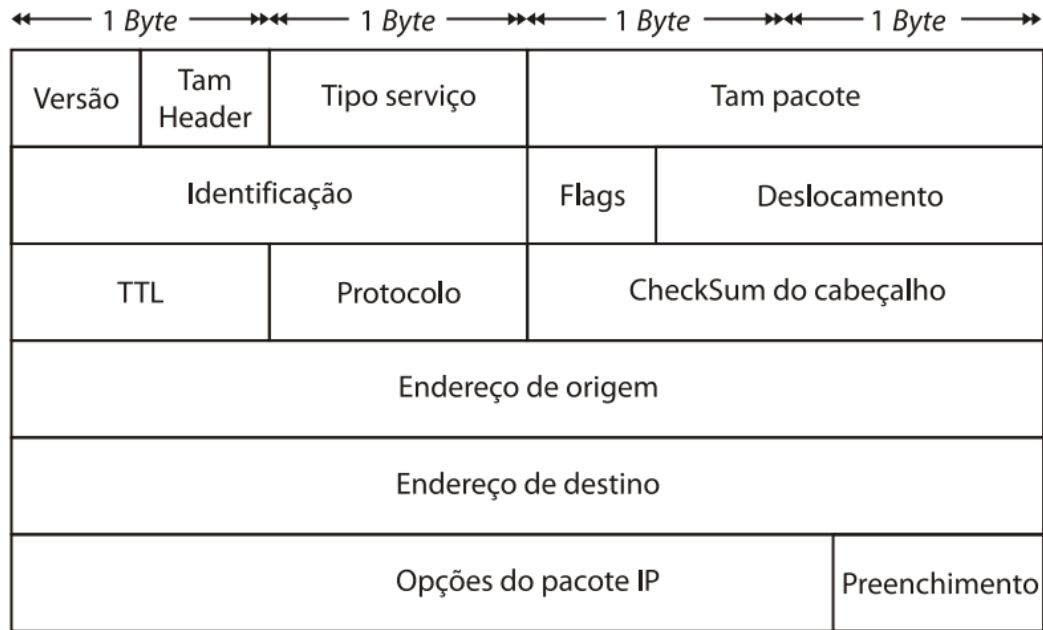 1 Byte 1 Byte 1 Byte 1 Byte
Versão Tam Header Tipo serviço Tam pacote
Identificação Flags Deslocamento
TTL Protocolo CheckSum do cabeçalho
Endereço de origem
Endereço de destino
Opções do pacote IP Preenchimento